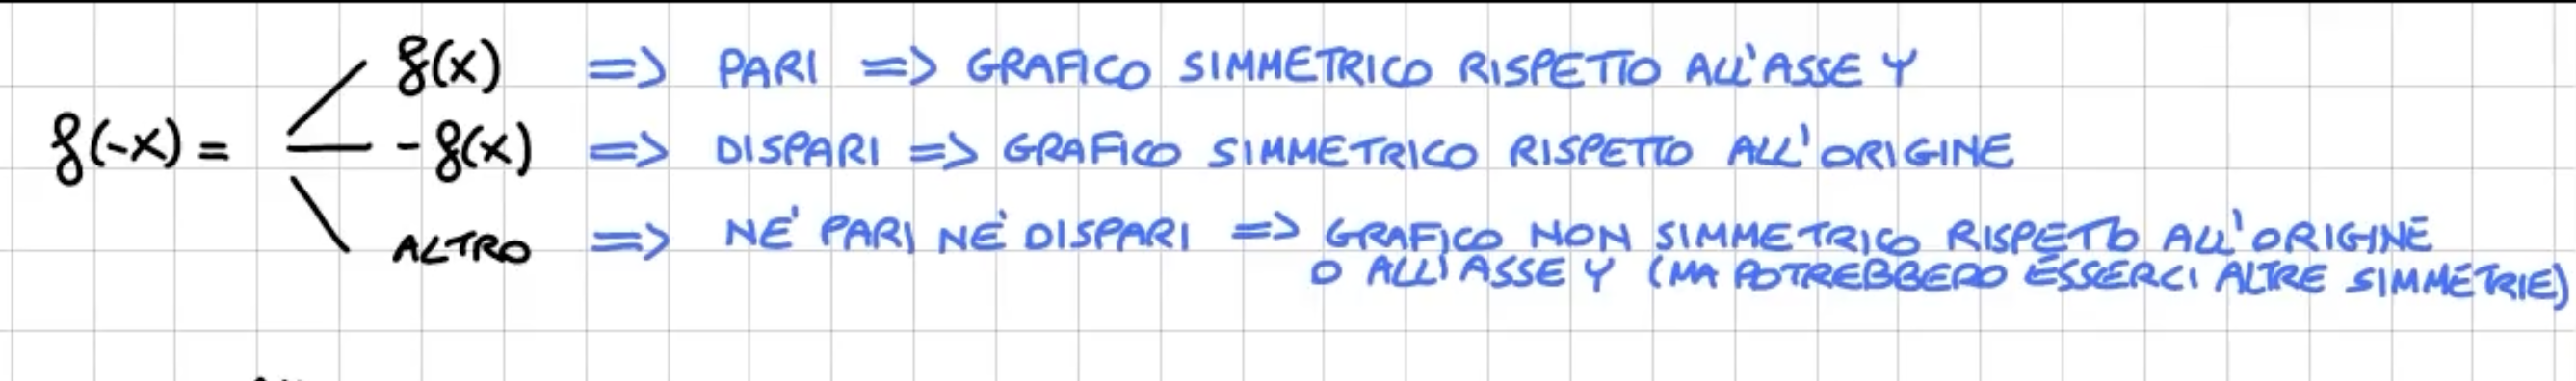 f(x) => PARI => GRAFICO SIMMETRICO RISPETTO ALL'ASSE Y
f(-x) = -f(x) => DISPARI => GRAFICO SIMMETRICO RISPETTO ALL'ORIGINE
ALTRO => NE' PARI NE' DISPARI => GRAFICO NON SIMMETRICO RISPETTO ALL'ORIGINE
O ALL'ASSE Y (MA POTREBBERO ESSERCI ALTRE SIMMETRIE)